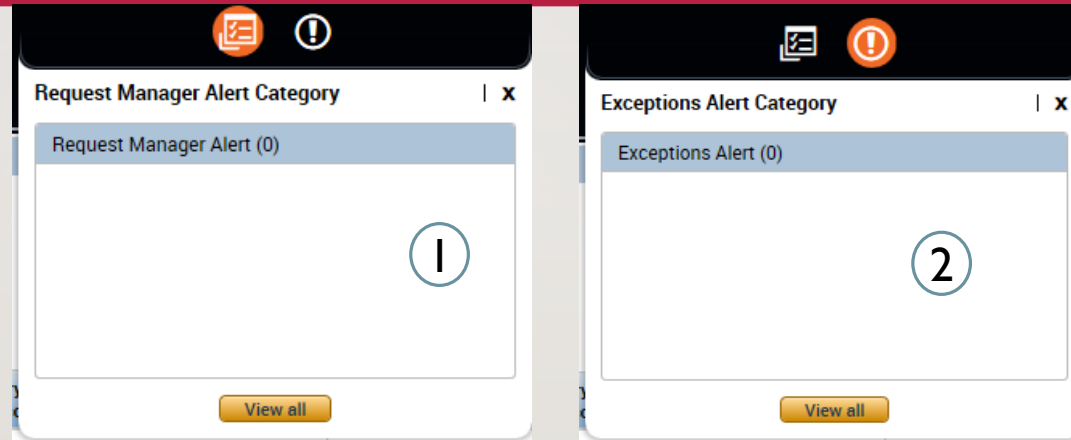 Request Manager Alert Category | x
Request Manager Alert (0)
1
View all
Exceptions Alert Category | x
Exceptions Alert (0)
2
View all